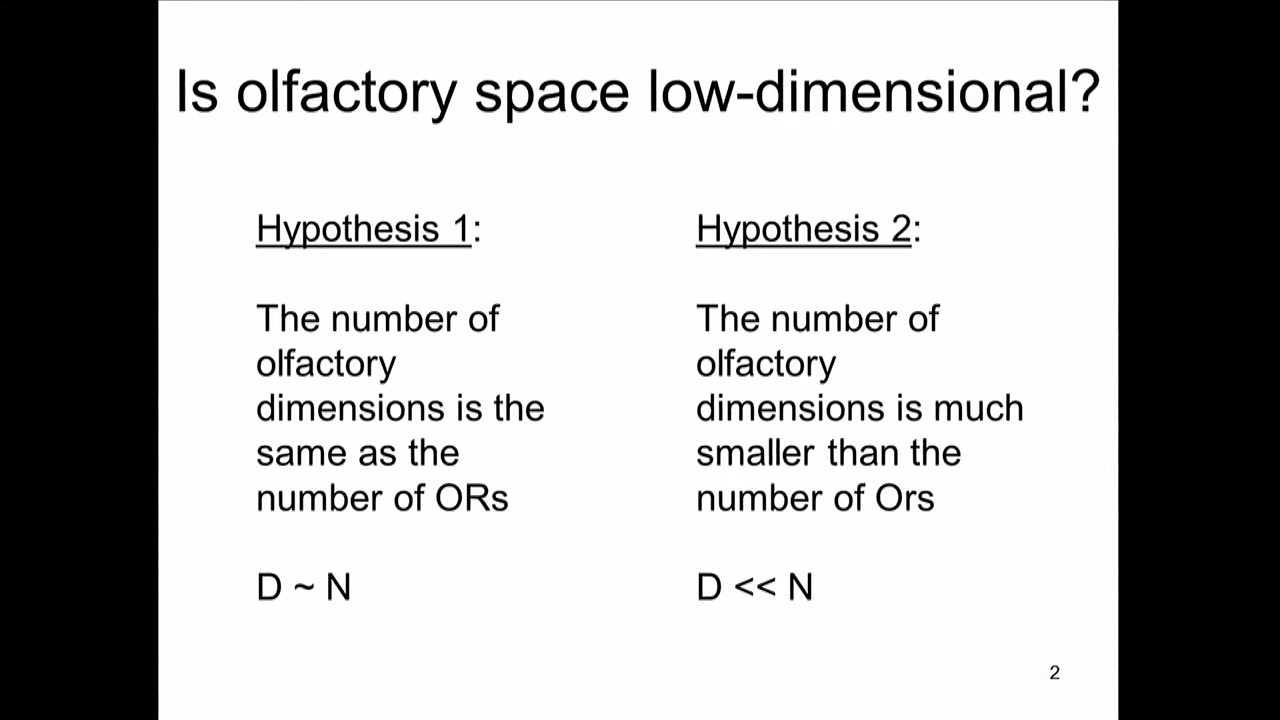 Is olfactory space low-dimensional?
Hypothesis 1:
The number of
olfactory
dimensions is the
same as the
number of ORs
D ~ N
Hypothesis 2:
The number of
olfactory
dimensions is much
smaller than the
number of Ors
D << N
2